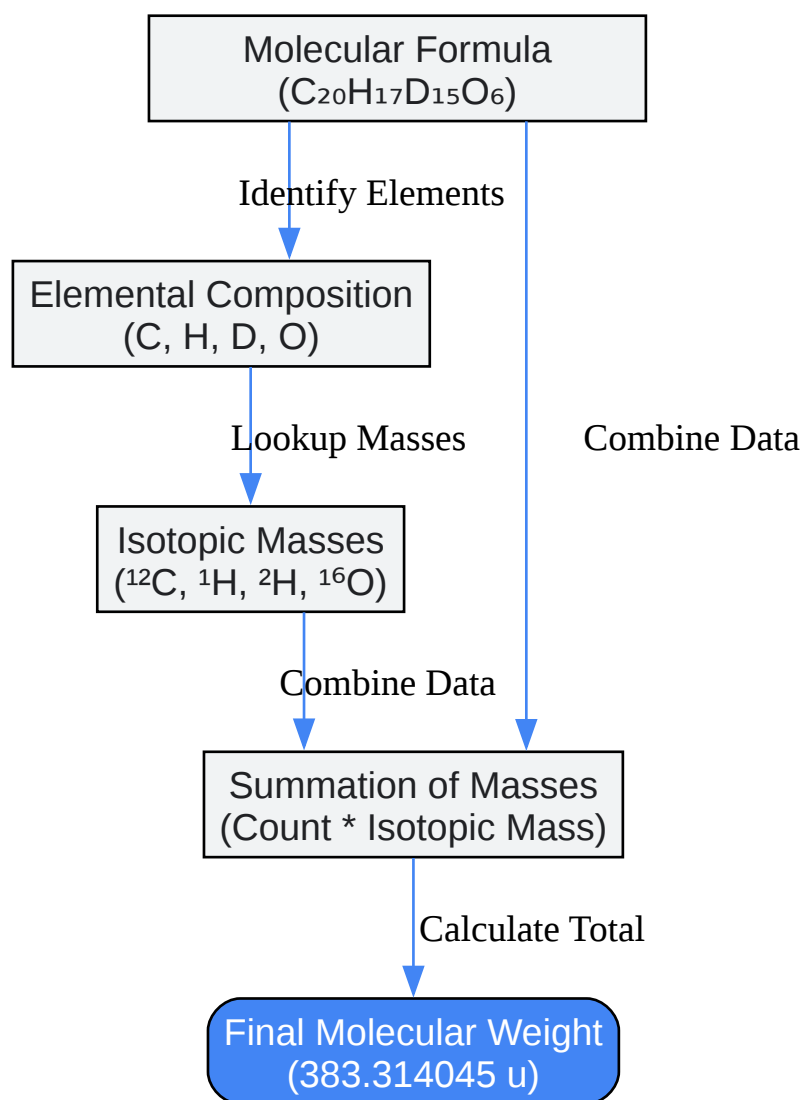 Molecular Formula
(C₂₀H₁₇D₁₅O₆)
Identify Elements
Elemental Composition
(C, H, D, O)
Lookup Masses
Combine Data
Isotopic Masses
(¹²C, ¹H, ²H, ¹⁶O)
Combine Data
Summation of Masses
(Count * Isotopic Mass)
Calculate Total
Final Molecular Weight
(383.314045 u)